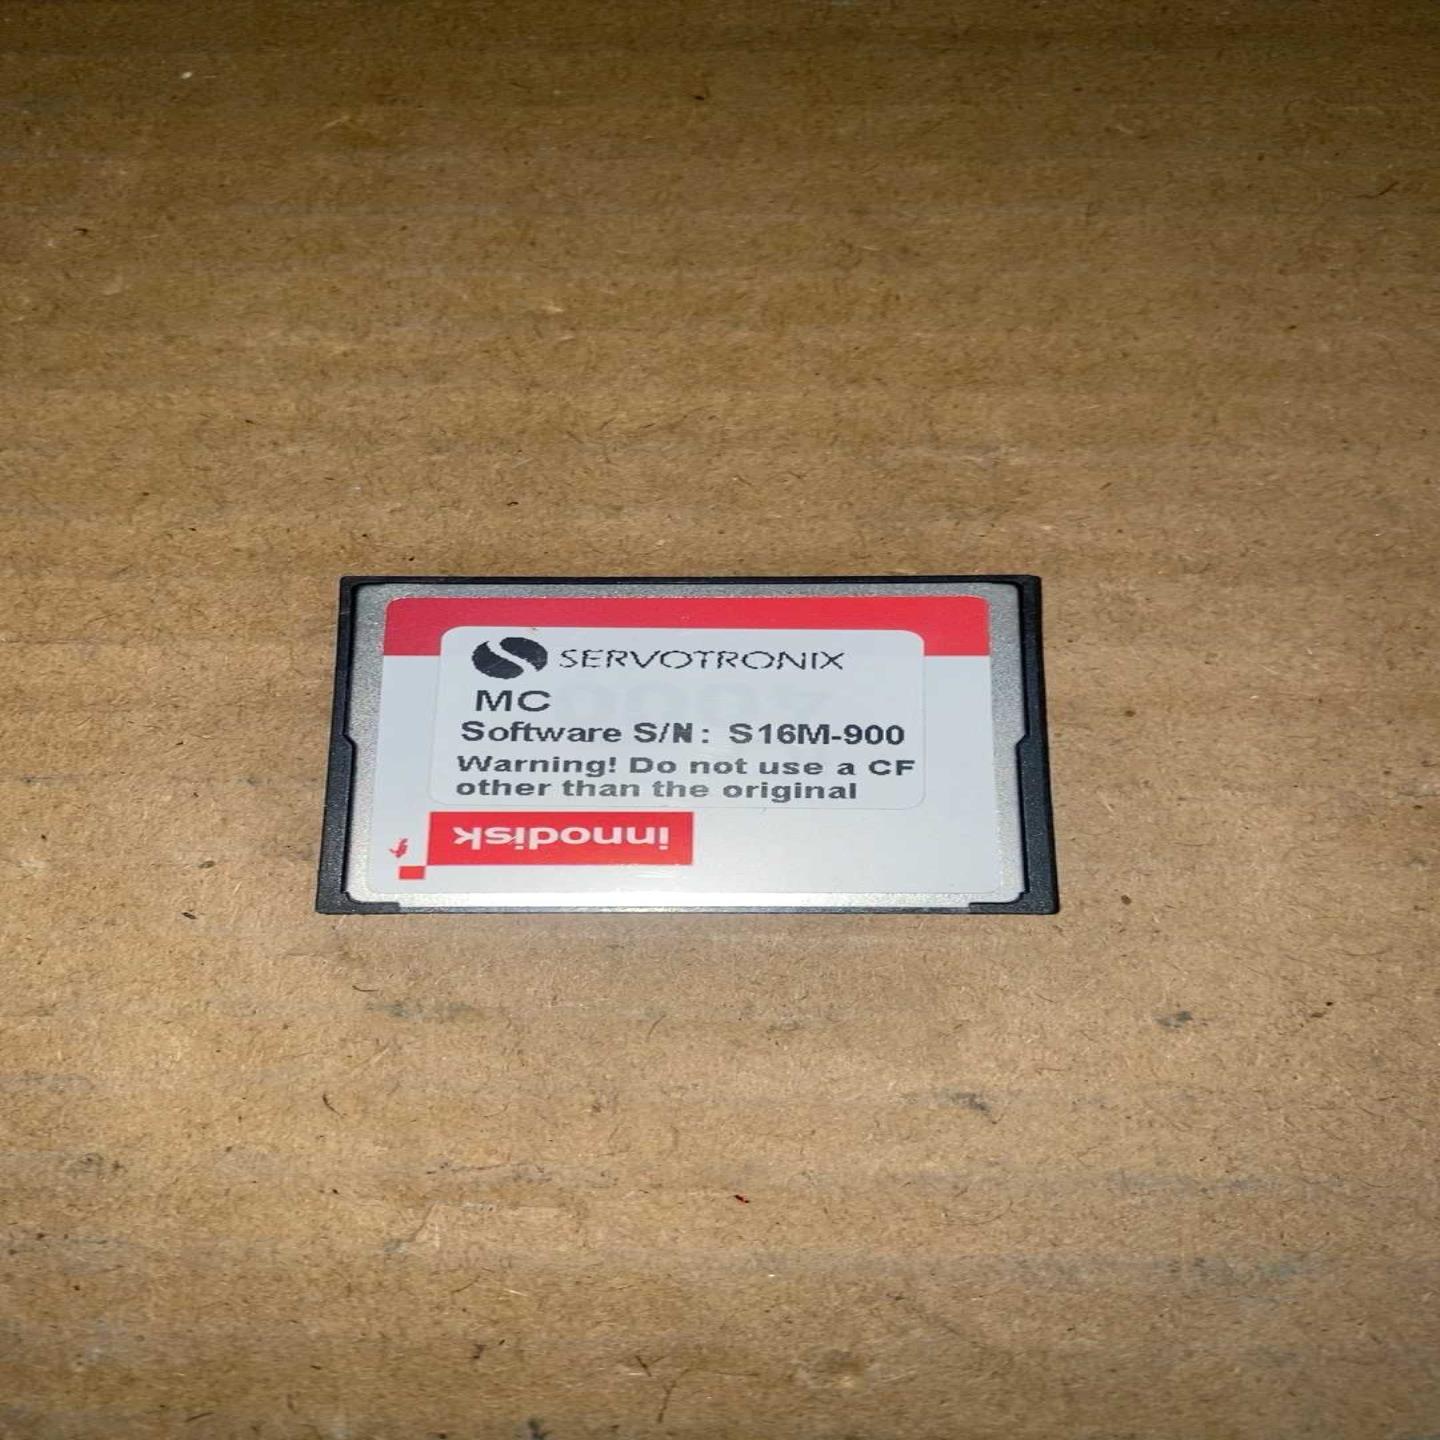 SERVOTRONIX
MC
Software S/N: S16M-900
Warning! Do not use a CF
other than the original
innodisk